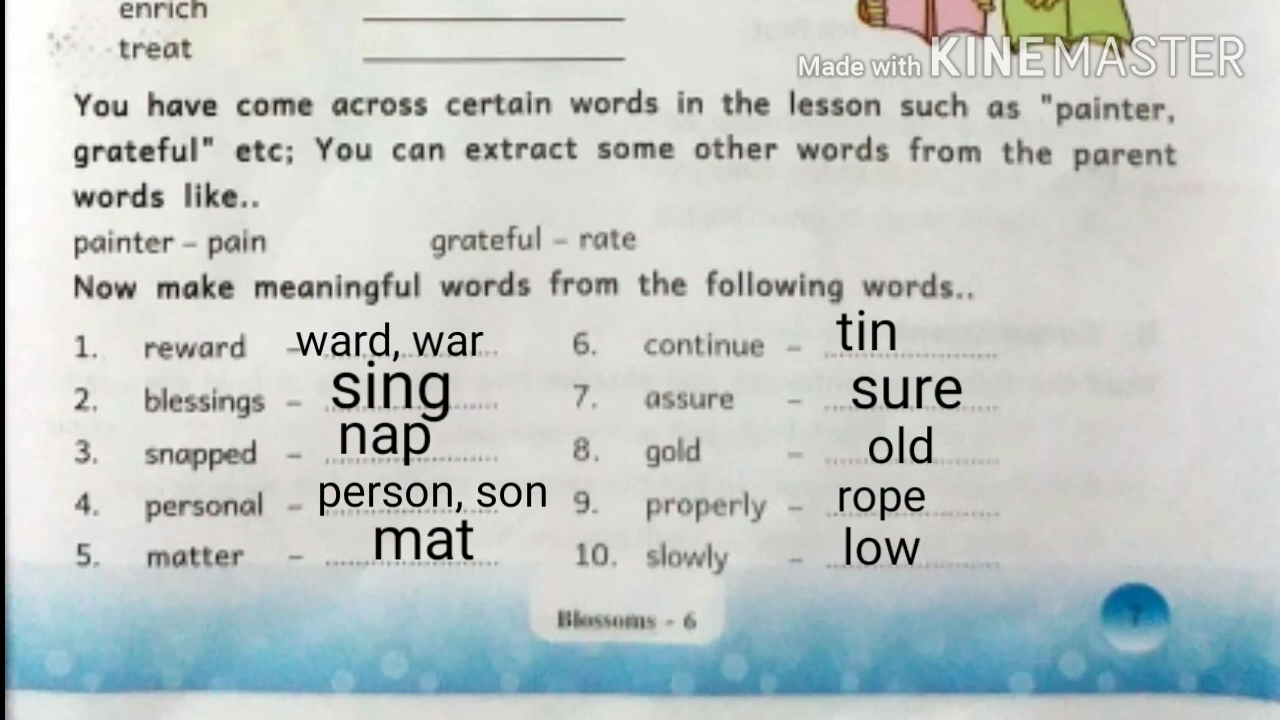 enrich
treat
Made with KINEMASTER
You have come across certain words in the lesson such as "painter,
grateful" etc; You can extract some other words from the parent
words like..
painter – pain grateful – rate
Now make meaningful words from the following words..
1. reward – ward, war 6. continue – tin
2. blessings – sing 7. assure – sure
3. snapped – nap 8. gold – old
4. personal – person, son 9. properly – rope
5. matter – mat 10. slowly – low
Blossoms - 6
7